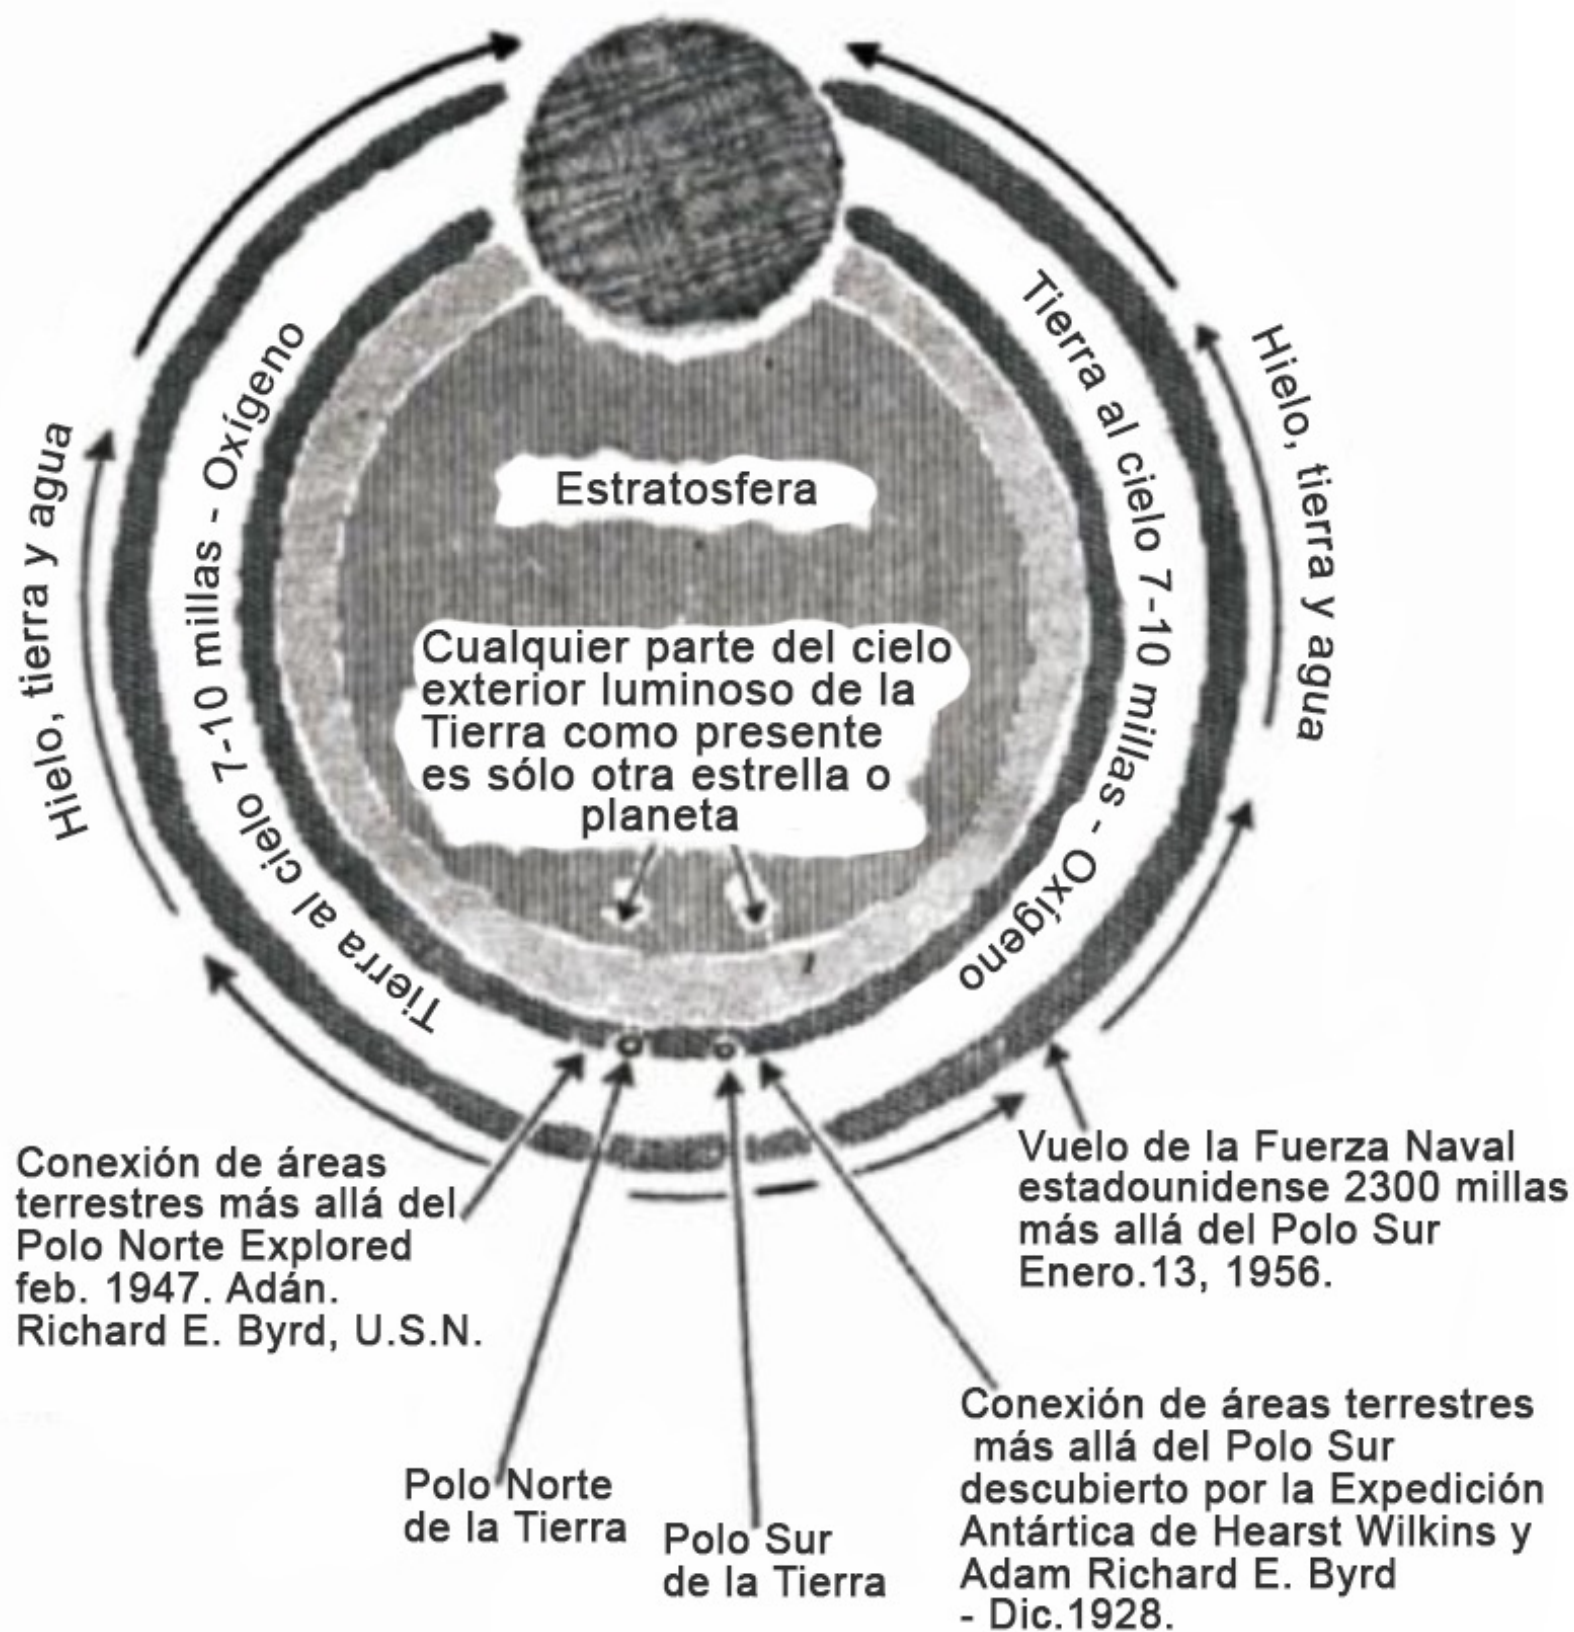 Hielo, tierra y agua
Tierra al cielo 7-10 millas - Oxígeno
Tierra al cielo 7-10 millas - Oxígeno
Hielo, tierra y agua
Estratosfera
Cualquier parte del cielo
exterior luminoso de la
Tierra como presente
es sólo otra estrella o
planeta
Conexión de áreas
terrestres más allá del
Polo Norte Explored
feb. 1947. Adán.
Richard E. Byrd, U.S.N.
Polo Norte
de la Tierra
Polo Sur
de la Tierra
Vuelo de la Fuerza Naval
estadounidense 2300 millas
más allá del Polo Sur
Enero.13, 1956.
Conexión de áreas terrestres
más allá del Polo Sur
descubierto por la Expedición
Antártica de Hearst Wilkins y
Adam Richard E. Byrd
- Dic.1928.